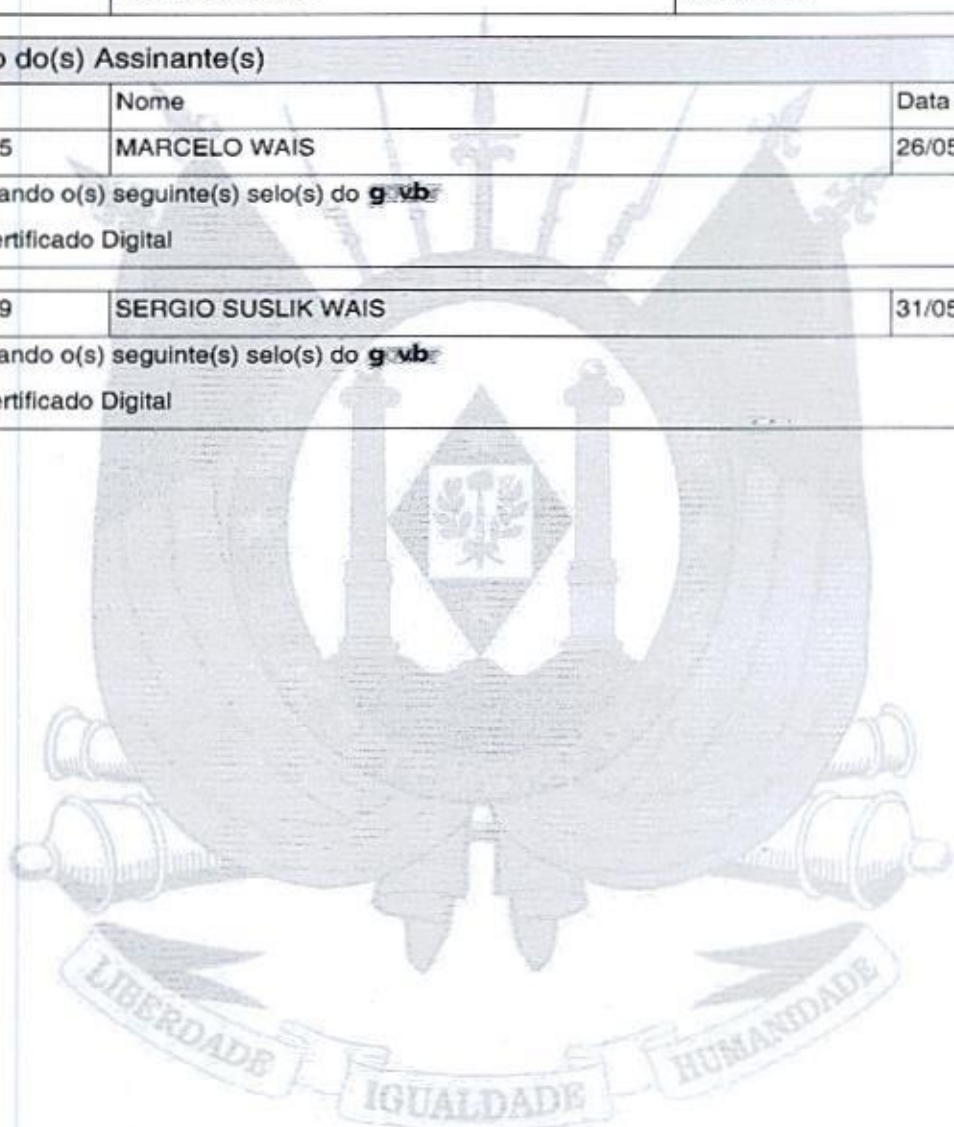 o do(s) Assinante(s)
Nome Data
5 MARCELO WAIS 26/05
ando o(s) seguinte(s) selo(s) do
ertificado Digital
9 SERGIO SUSLIK WAIS 31/05
ando o(s) seguinte(s) selo(s) do
ertificado Digital
LIBERDADE IGUALDADE HUMANIDADE